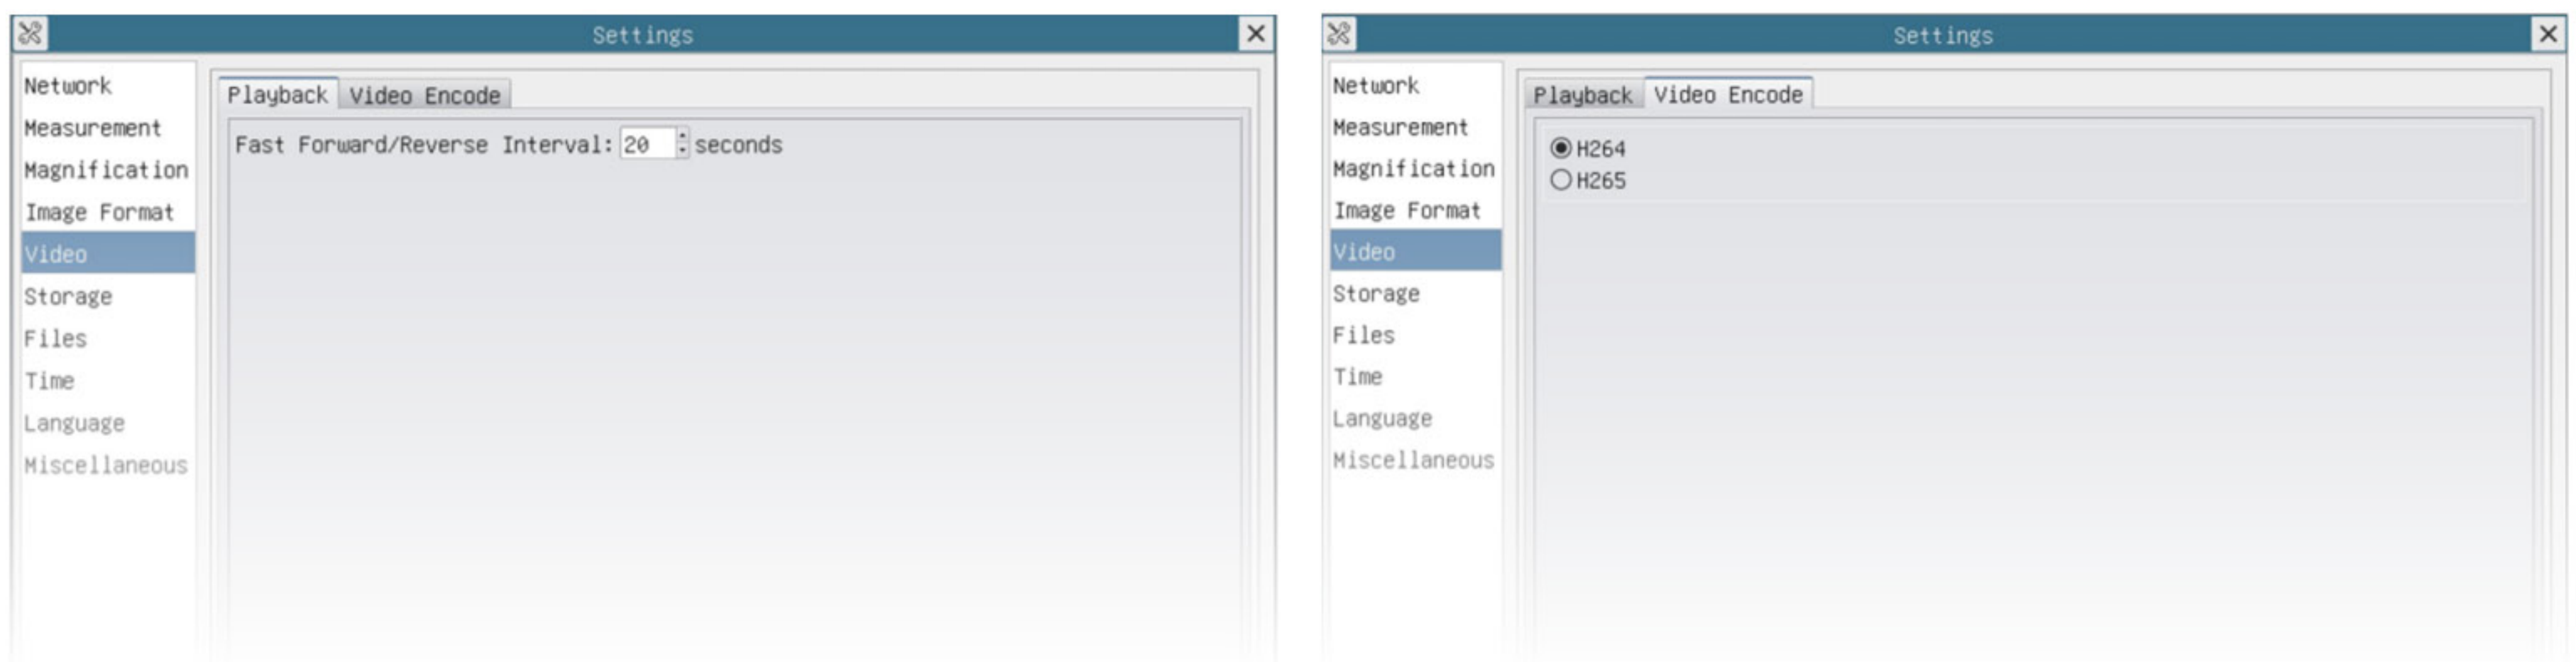 Settings
Network
Measurement
Magnification
Image Format
Video
Storage
Files
Time
Language
Miscellaneous
Playback Video Encode
Fast Forward/Reverse Interval: 20 seconds
Settings
Network
Measurement
Magnification
Image Format
Video
Storage
Files
Time
Language
Miscellaneous
Playback Video Encode
H264
H265